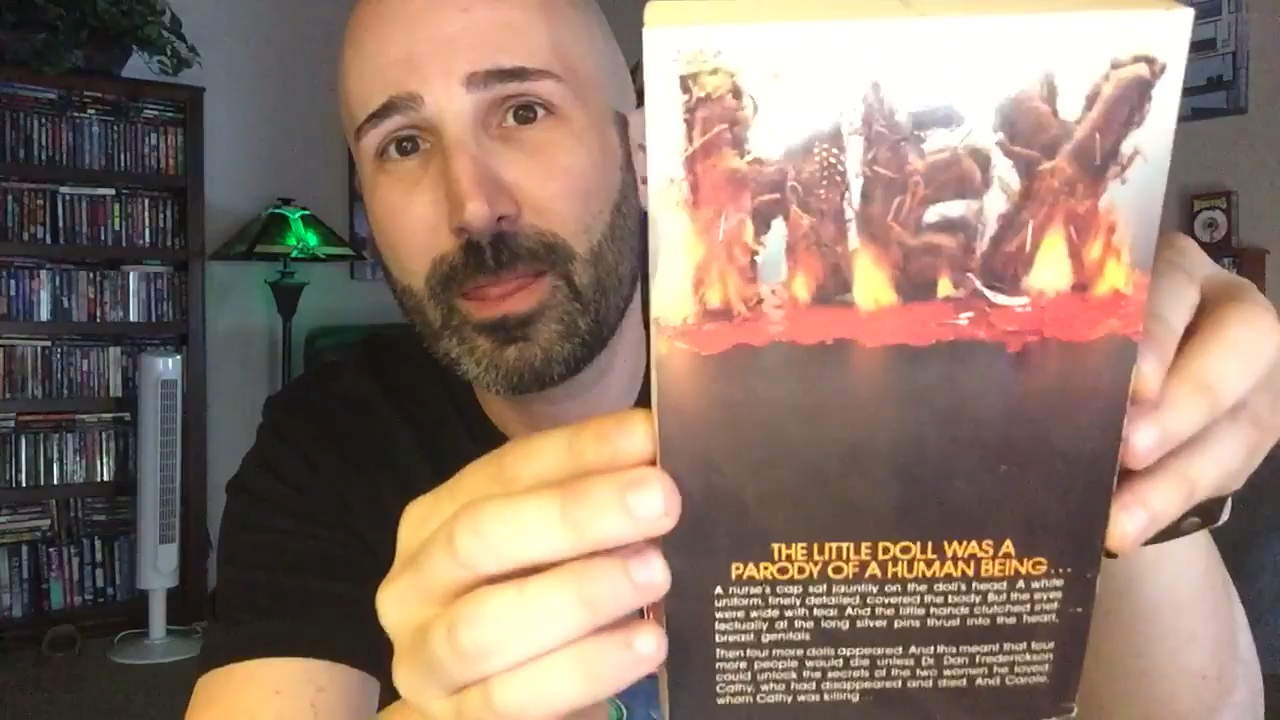 HEX
THE LITTLE DOLL WAS A
PARODY OF A HUMAN BEING...
A nurse's cap sat jauntily on the doll's head. A white
uniform, finely detailed, covered the body. But the eyes
were wide with fear. And the little hands clutched inef-
fectually at the long silver pins thrust into the heart,
breast, genitals.
Then four more dolls appeared. And this meant that four
more people would die unless Dr. Dan Frederickson
could unlock the secrets of the two women he loved:
Cathy, who had disappeared and died. And Carole,
whom Cathy was killing...